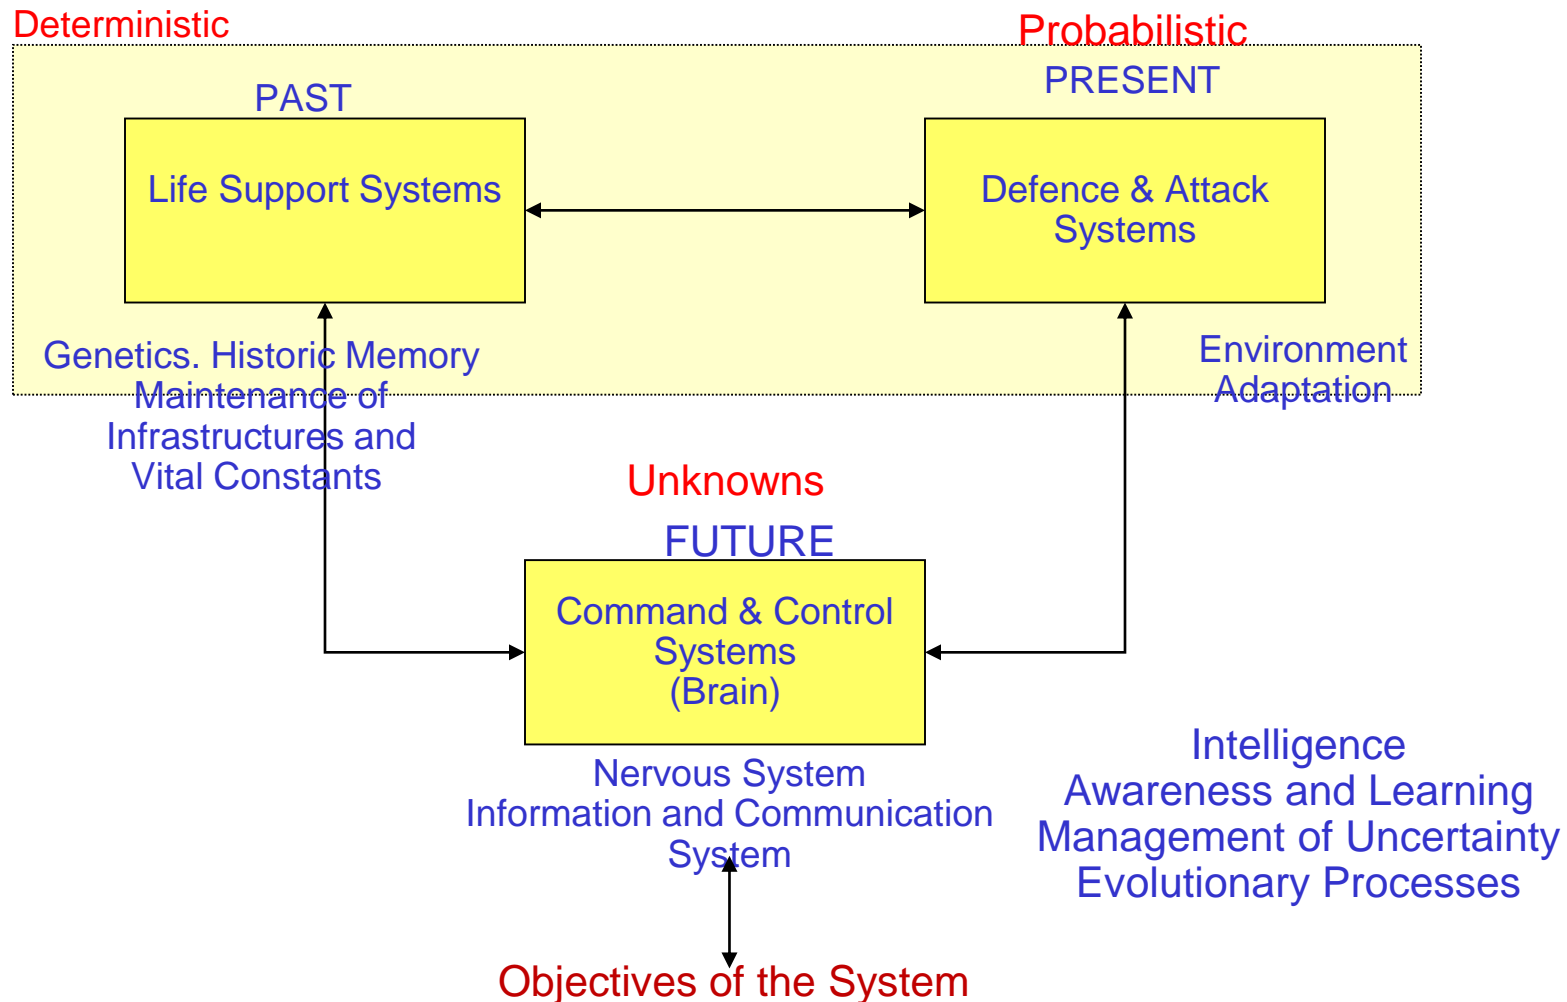 Deterministic
Probabilistic
PAST
PRESENT
Life Support Systems
Defence & Attack
Systems
Genetics. Historic Memory
Maintenance of
Infrastructures and
Vital Constants
Environment
Adaptation
Unknowns
FUTURE
Command & Control
Systems
(Brain)
Nervous System
Information and Communication
System
Intelligence
Awareness and Learning
Management of Uncertainty
Evolutionary Processes
Objectives of the System